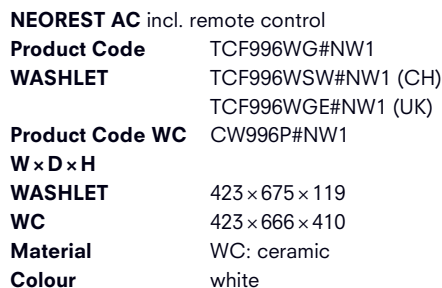 NEOREST AC incl. remote control
Product Code TCF996WG#NW1
WASHLET TCF996WSW#NW1 (CH)
TCF996WGE#NW1 (UK)
Product Code WC CW996P#NW1
W × D × H
WASHLET 423 × 675 × 119
WC 423 × 666 × 410
Material WC: ceramic
Colour white